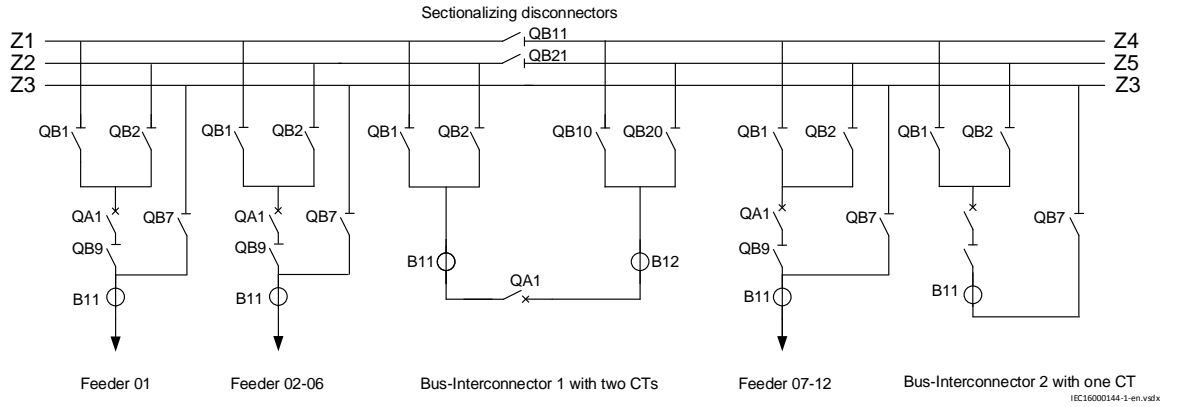 Sectionalizing disconnectors
Z1 QB11 Z4
Z2 QB21 Z5
Z3 Z3
QB1 QB2 QB1 QB2 QB1 QB2 QB10 QB20 QB1 QB2 QB1 QB2
QA1 QB7 QA1 QB7 QA1 QB7 QB7
QB9 QB9 QB9
B11 B12
QA1
B11 B11 B11 B11
Feeder 01 Feeder 02-06 Bus-Interconnector 1 with two CTs Feeder 07-12 Bus-Interconnector 2 with one CT
IEC16000144-1-en.vsdx